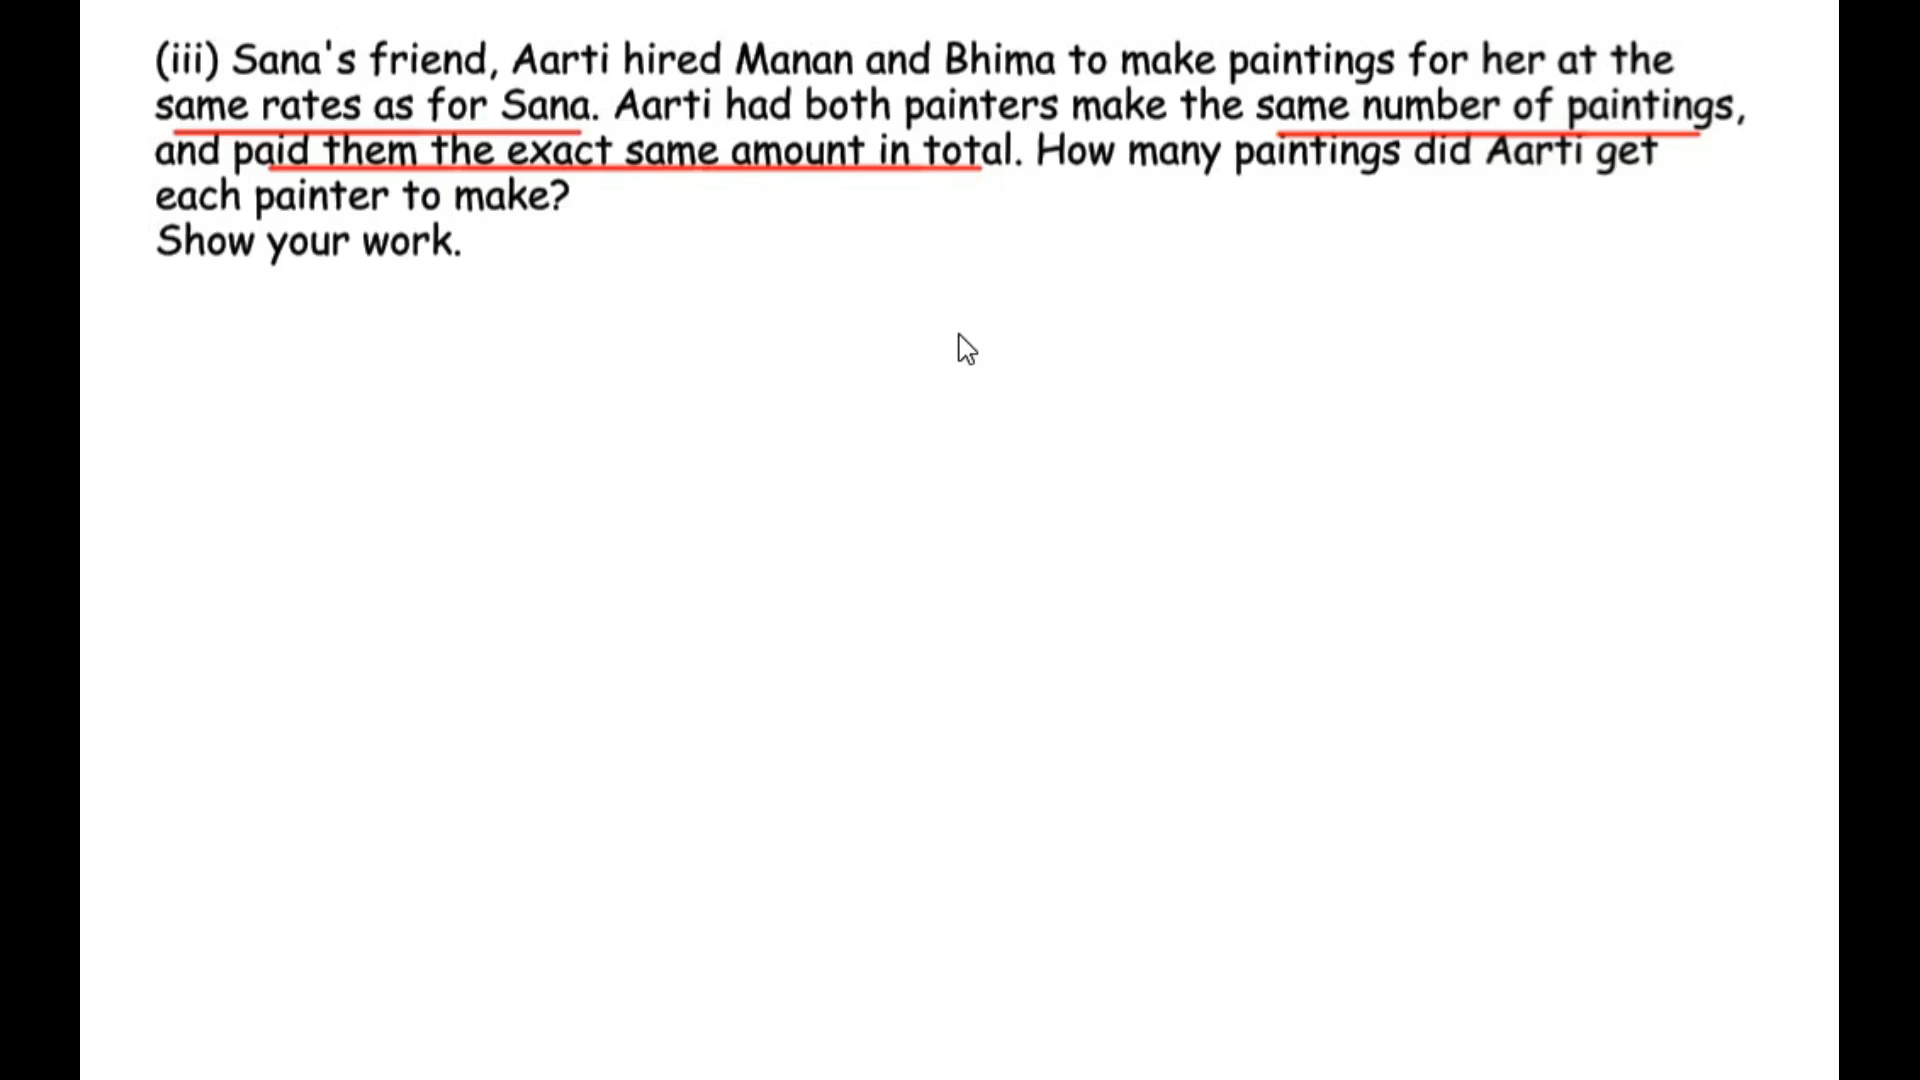 (iii) Sana's friend, Aarti hired Manan and Bhima to make paintings for her at the
same rates as for Sana. Aarti had both painters make the same number of paintings,
and paid them the exact same amount in total. How many paintings did Aarti get
each painter to make?
Show your work.